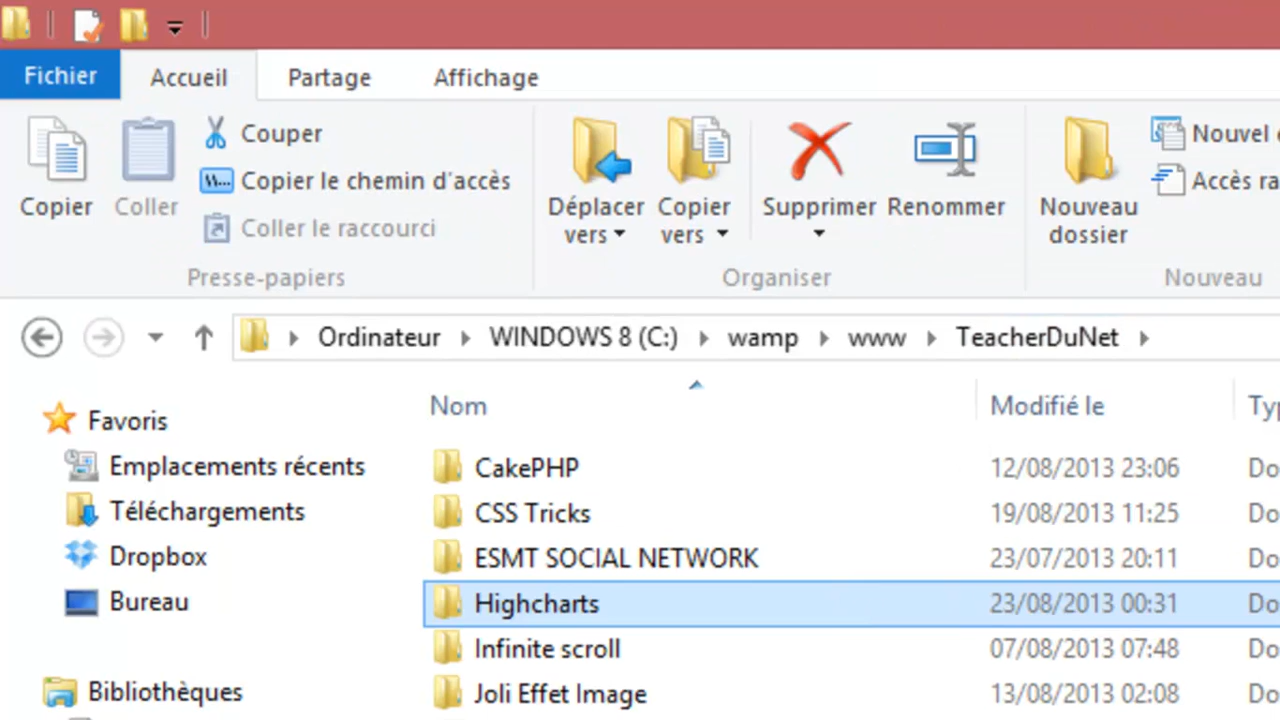 Fichier Accueil Partage Affichage
Couper
Copier le chemin d'accès
Coller le raccourci
Copier Coller
Presse-papiers
Déplacer vers
Copier vers
Supprimer Renommer
Organiser
Nouveau dossier
Nouvel
Accès
Nouveau
Ordinateur WINDOWS 8 (C:) wamp www TeacherDuNet
Favoris
Emplacements récents
Téléchargements
Dropbox
Bureau
Bibliothèques
Nom Modifié le
CakePHP 12/08/2013 23:06
CSS Tricks 19/08/2013 11:25
ESMT SOCIAL NETWORK 23/07/2013 20:11
Highcharts 23/08/2013 00:31
Infinite scroll 07/08/2013 07:48
Joli Effet Image 13/08/2013 02:08